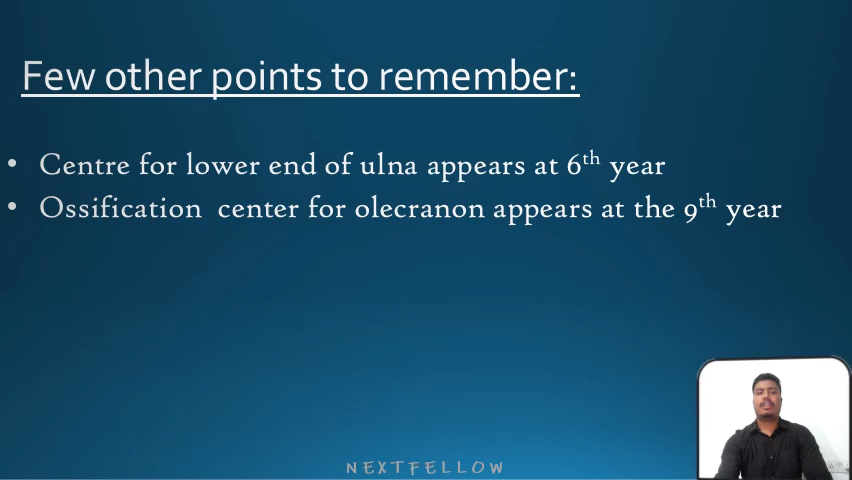 Few other points to remember:
• Centre for lower end of ulna appears at 6th year
• Ossification center for olecranon appears at the 9th year
NEXTFELLOW